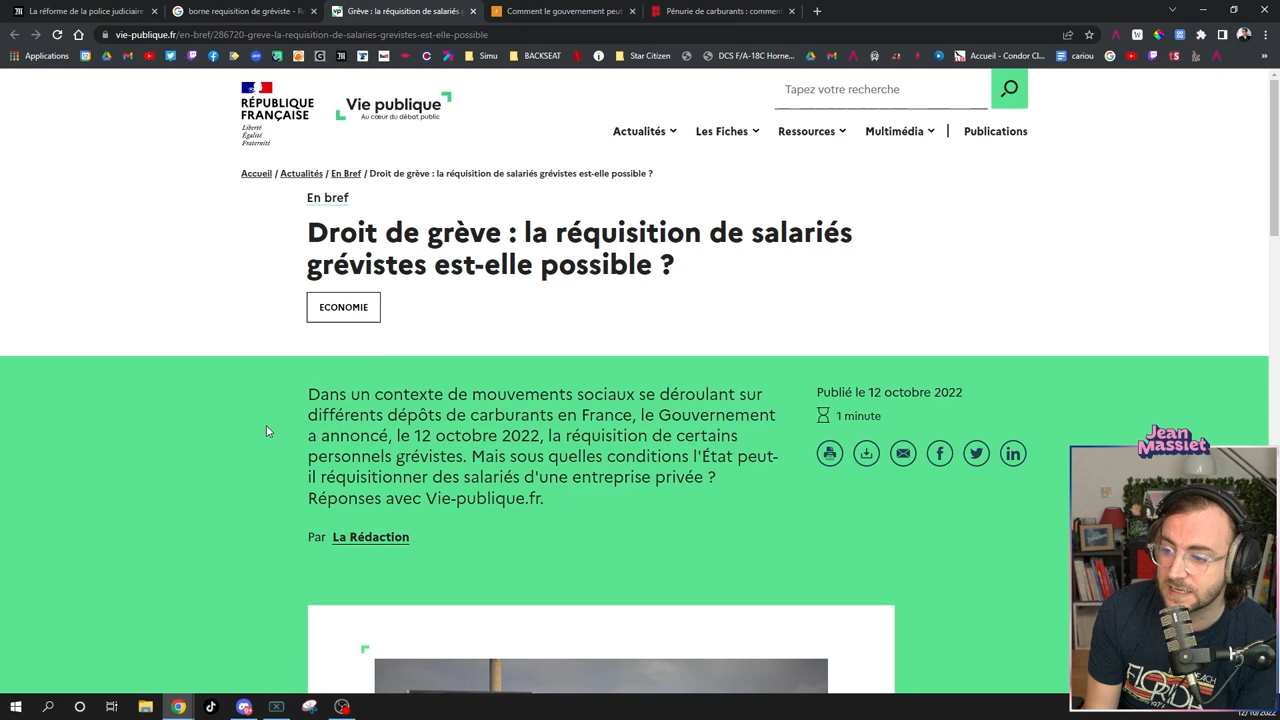 La réforme de la police judiciaire
borne requisition de gréviste - R
Grève : la réquisition de salariés g
Comment le gouvernement peut
Pénurie de carburants : comment
vie-publique.fr/en-bref/286720-greve-la-requisition-de-salaries-grevistes-est-elle-possible
Applications
Simu
BACKSEAT
Star Citizen
DCS F/A-18C Horne...
Accueil - Condor Cl...
cariou
RÉPUBLIQUE
FRANÇAISE
Liberté
Égalité
Fraternité
Vie publique
Au cœur du débat public
Tapez votre recherche
Actualités
Les Fiches
Ressources
Multimédia
Publications
Accueil / Actualités / En Bref / Droit de grève : la réquisition de salariés grévistes est-elle possible ?
En bref
Droit de grève : la réquisition de salariés
grévistes est-elle possible ?
ECONOMIE
Dans un contexte de mouvements sociaux se déroulant sur
différents dépôts de carburants en France, le Gouvernement
a annoncé, le 12 octobre 2022, la réquisition de certains
personnels grévistes. Mais sous quelles conditions l'État peut-
il réquisitionner des salariés d'une entreprise privée ?
Réponses avec Vie-publique.fr.
Publié le 12 octobre 2022
1 minute
Par La Rédaction
Jean
Massiet
FLORIDA
12/10/2022